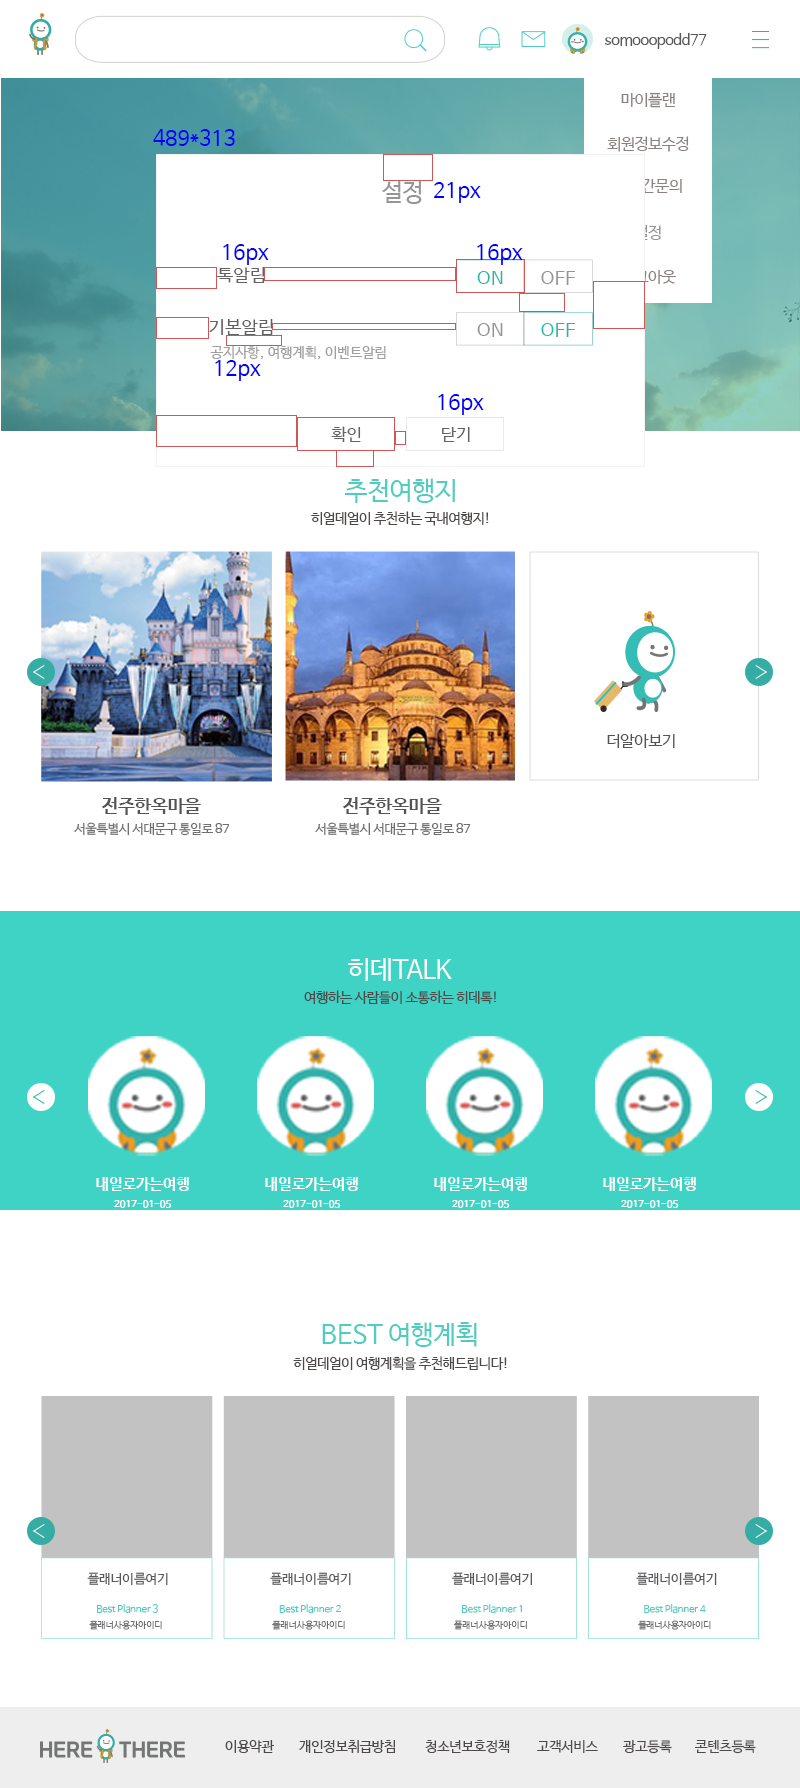 somooopodd77
마이플랜
회원정보수정
489*313
설정 21px
간문의
정
아웃
16px 16px
톡알림 ON OFF
기본알림 ON OFF
공지사항, 여행계획, 이벤트알림
12px
16px
확인 닫기
추천여행지
히얼데얼이 추천하는 국내여행지!
더알아보기
전주한옥마을 전주한옥마을
서울특별시 서대문구 통일로 87 서울특별시 서대문구 통일로 87
히데TALK
여행하는 사람들이 소통하는 히데톡!
내일로가는여행 내일로가는여행 내일로가는여행 내일로가는여행
2017-01-05 2017-01-05 2017-01-05 2017-01-05
BEST 여행계획
히얼데얼이 여행계획을 추천해드립니다!
플래너이름여기 플래너이름여기 플래너이름여기 플래너이름여기
Best Planner 3 Best Planner 2 Best Planner 1 Best Planner 4
플래너사용자아이디 플래너사용자아이디 플래너사용자아이디 플래너사용자아이디
HERE THERE 이용약관 개인정보취급방침 청소년보호정책 고객서비스 광고등록 콘텐츠등록